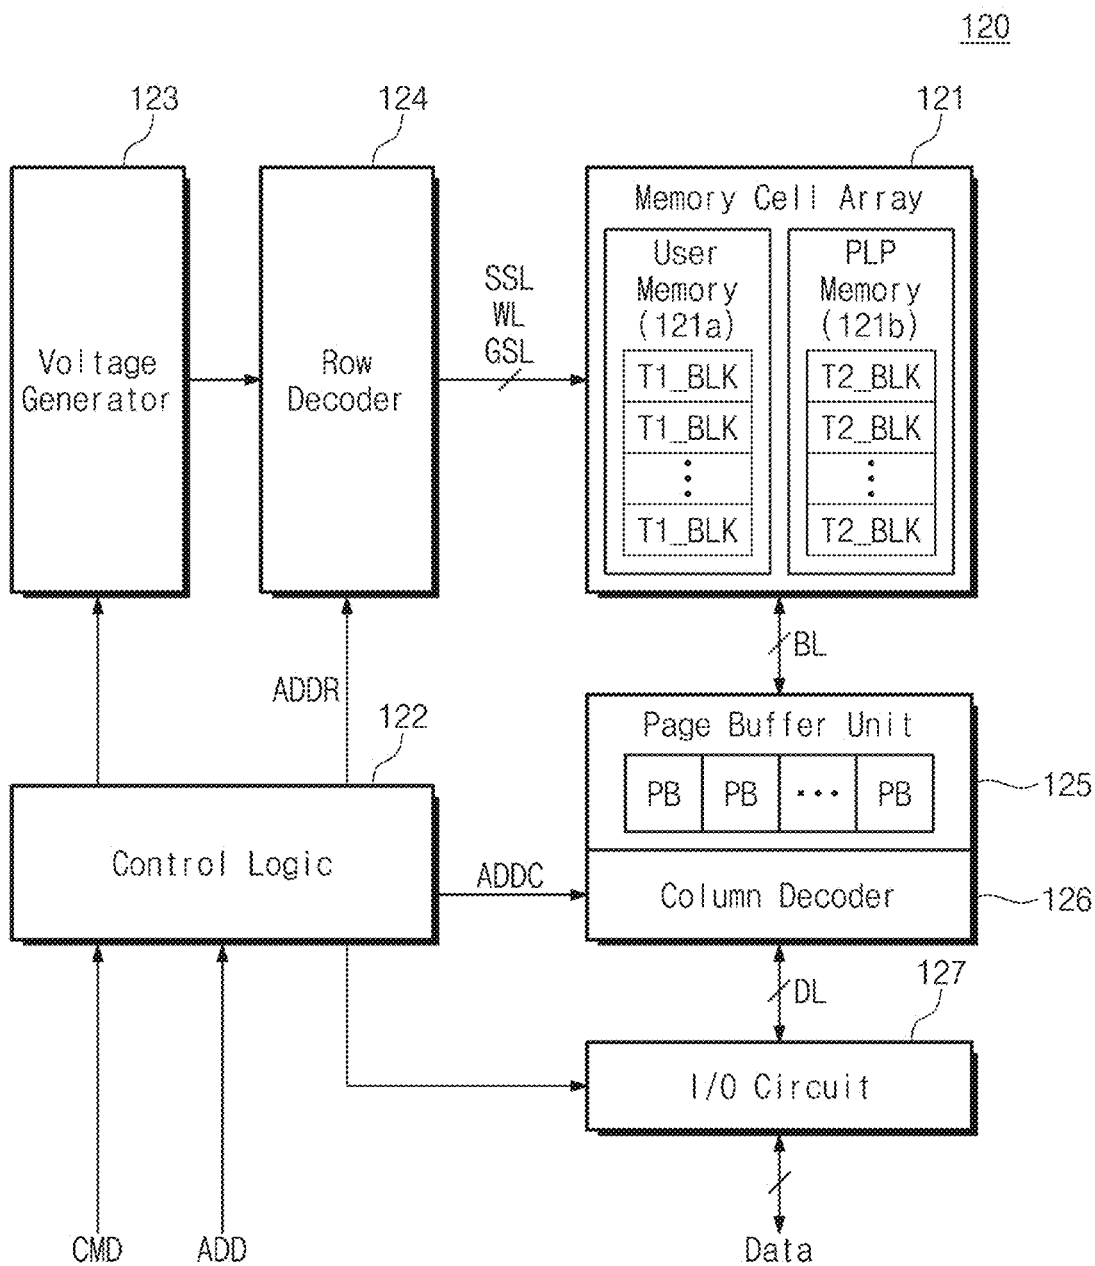 120
123
124
121
Voltage
Generator
Row
Decoder
SSL
WL
GSL
Memory Cell Array
User
Memory
(121a)
T1_BLK
T1_BLK
T1_BLK
PLP
Memory
(121b)
T2_BLK
T2_BLK
T2_BLK
BL
ADDR
122
Page Buffer Unit
PB PB ··· PB
125
Control Logic
ADDC
Column Decoder
126
DL
127
I/O Circuit
CMD
ADD
Data